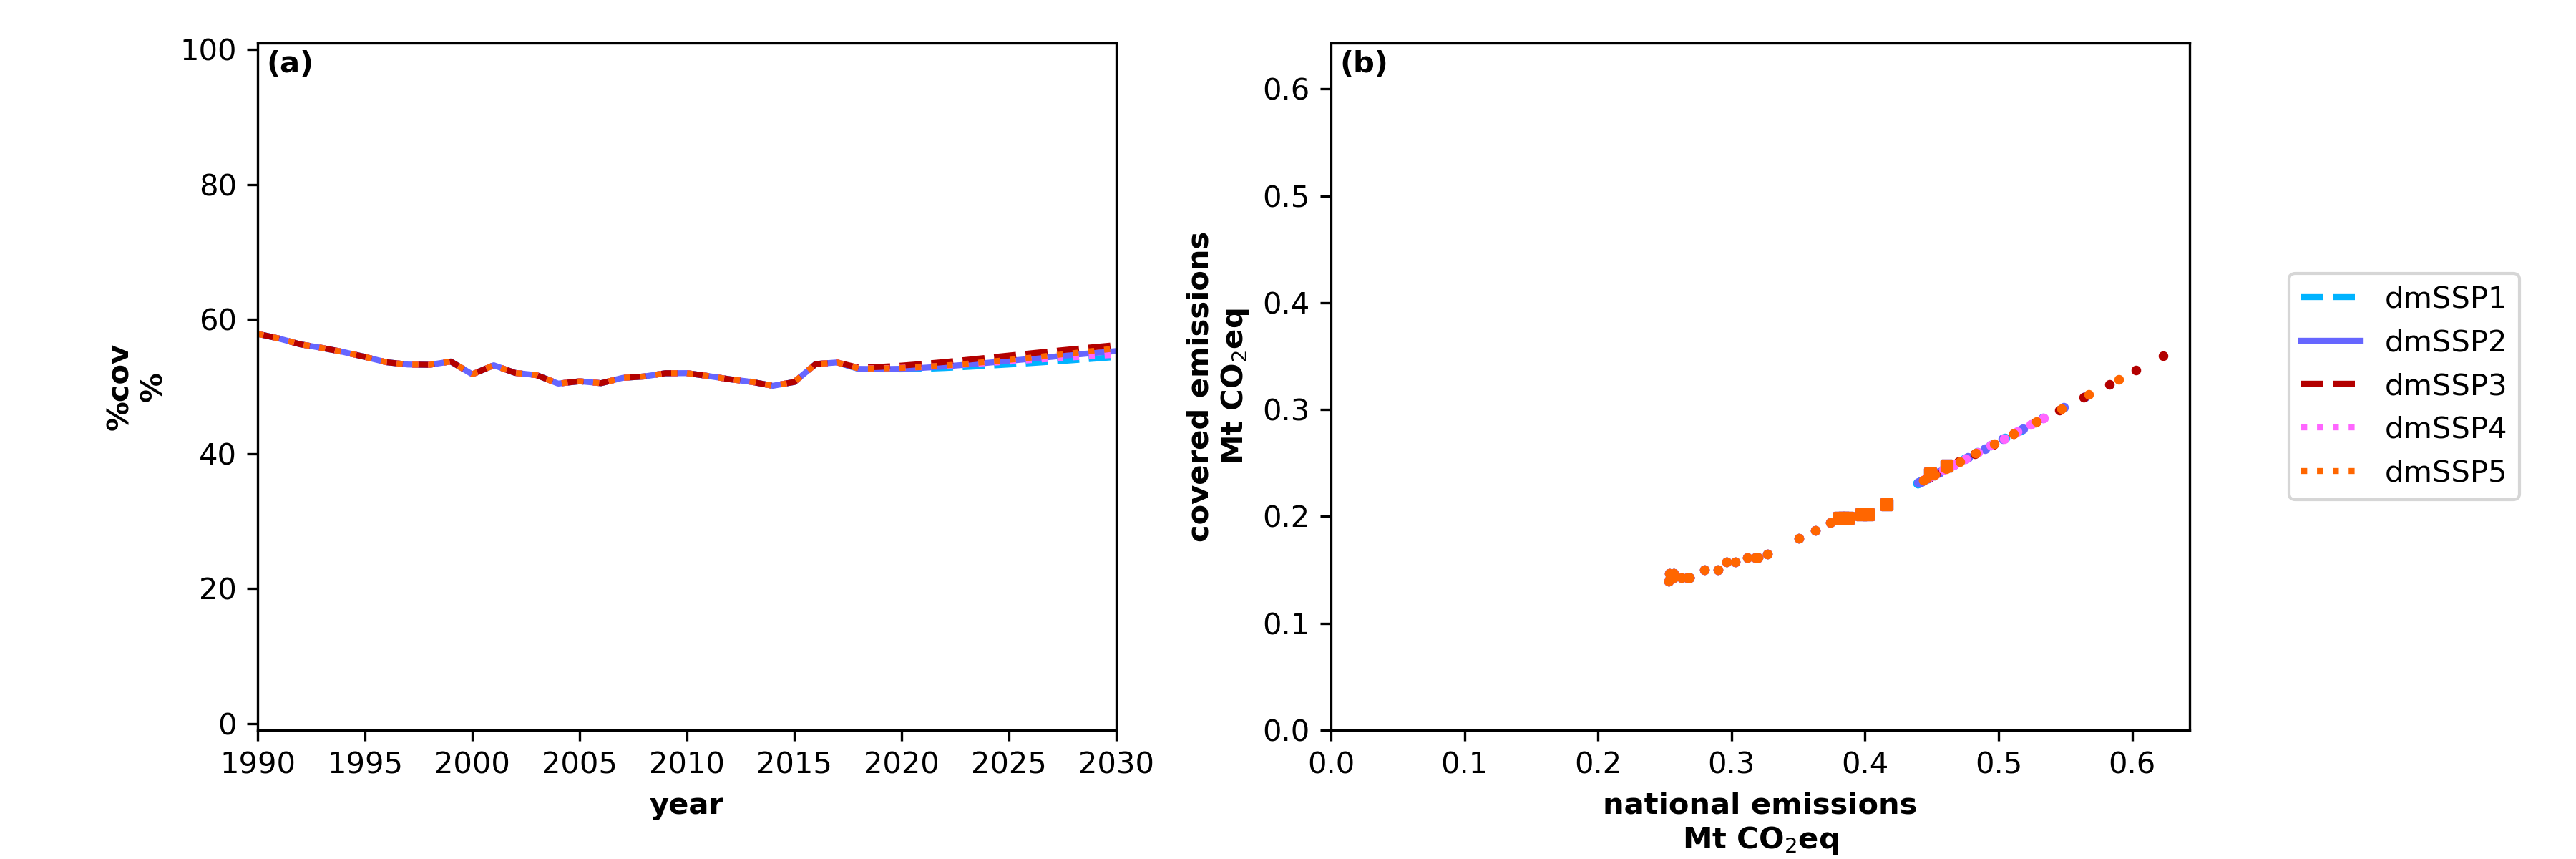 (a)
100
80
60
40
20
0
%cov
%
1990 1995 2000 2005 2010 2015 2020 2025 2030
year
(b)
0.6
0.5
0.4
0.3
0.2
0.1
0.0
covered emissions
Mt CO₂eq
0.0 0.1 0.2 0.3 0.4 0.5 0.6
national emissions
Mt CO₂eq
dmSSP1
dmSSP2
dmSSP3
dmSSP4
dmSSP5